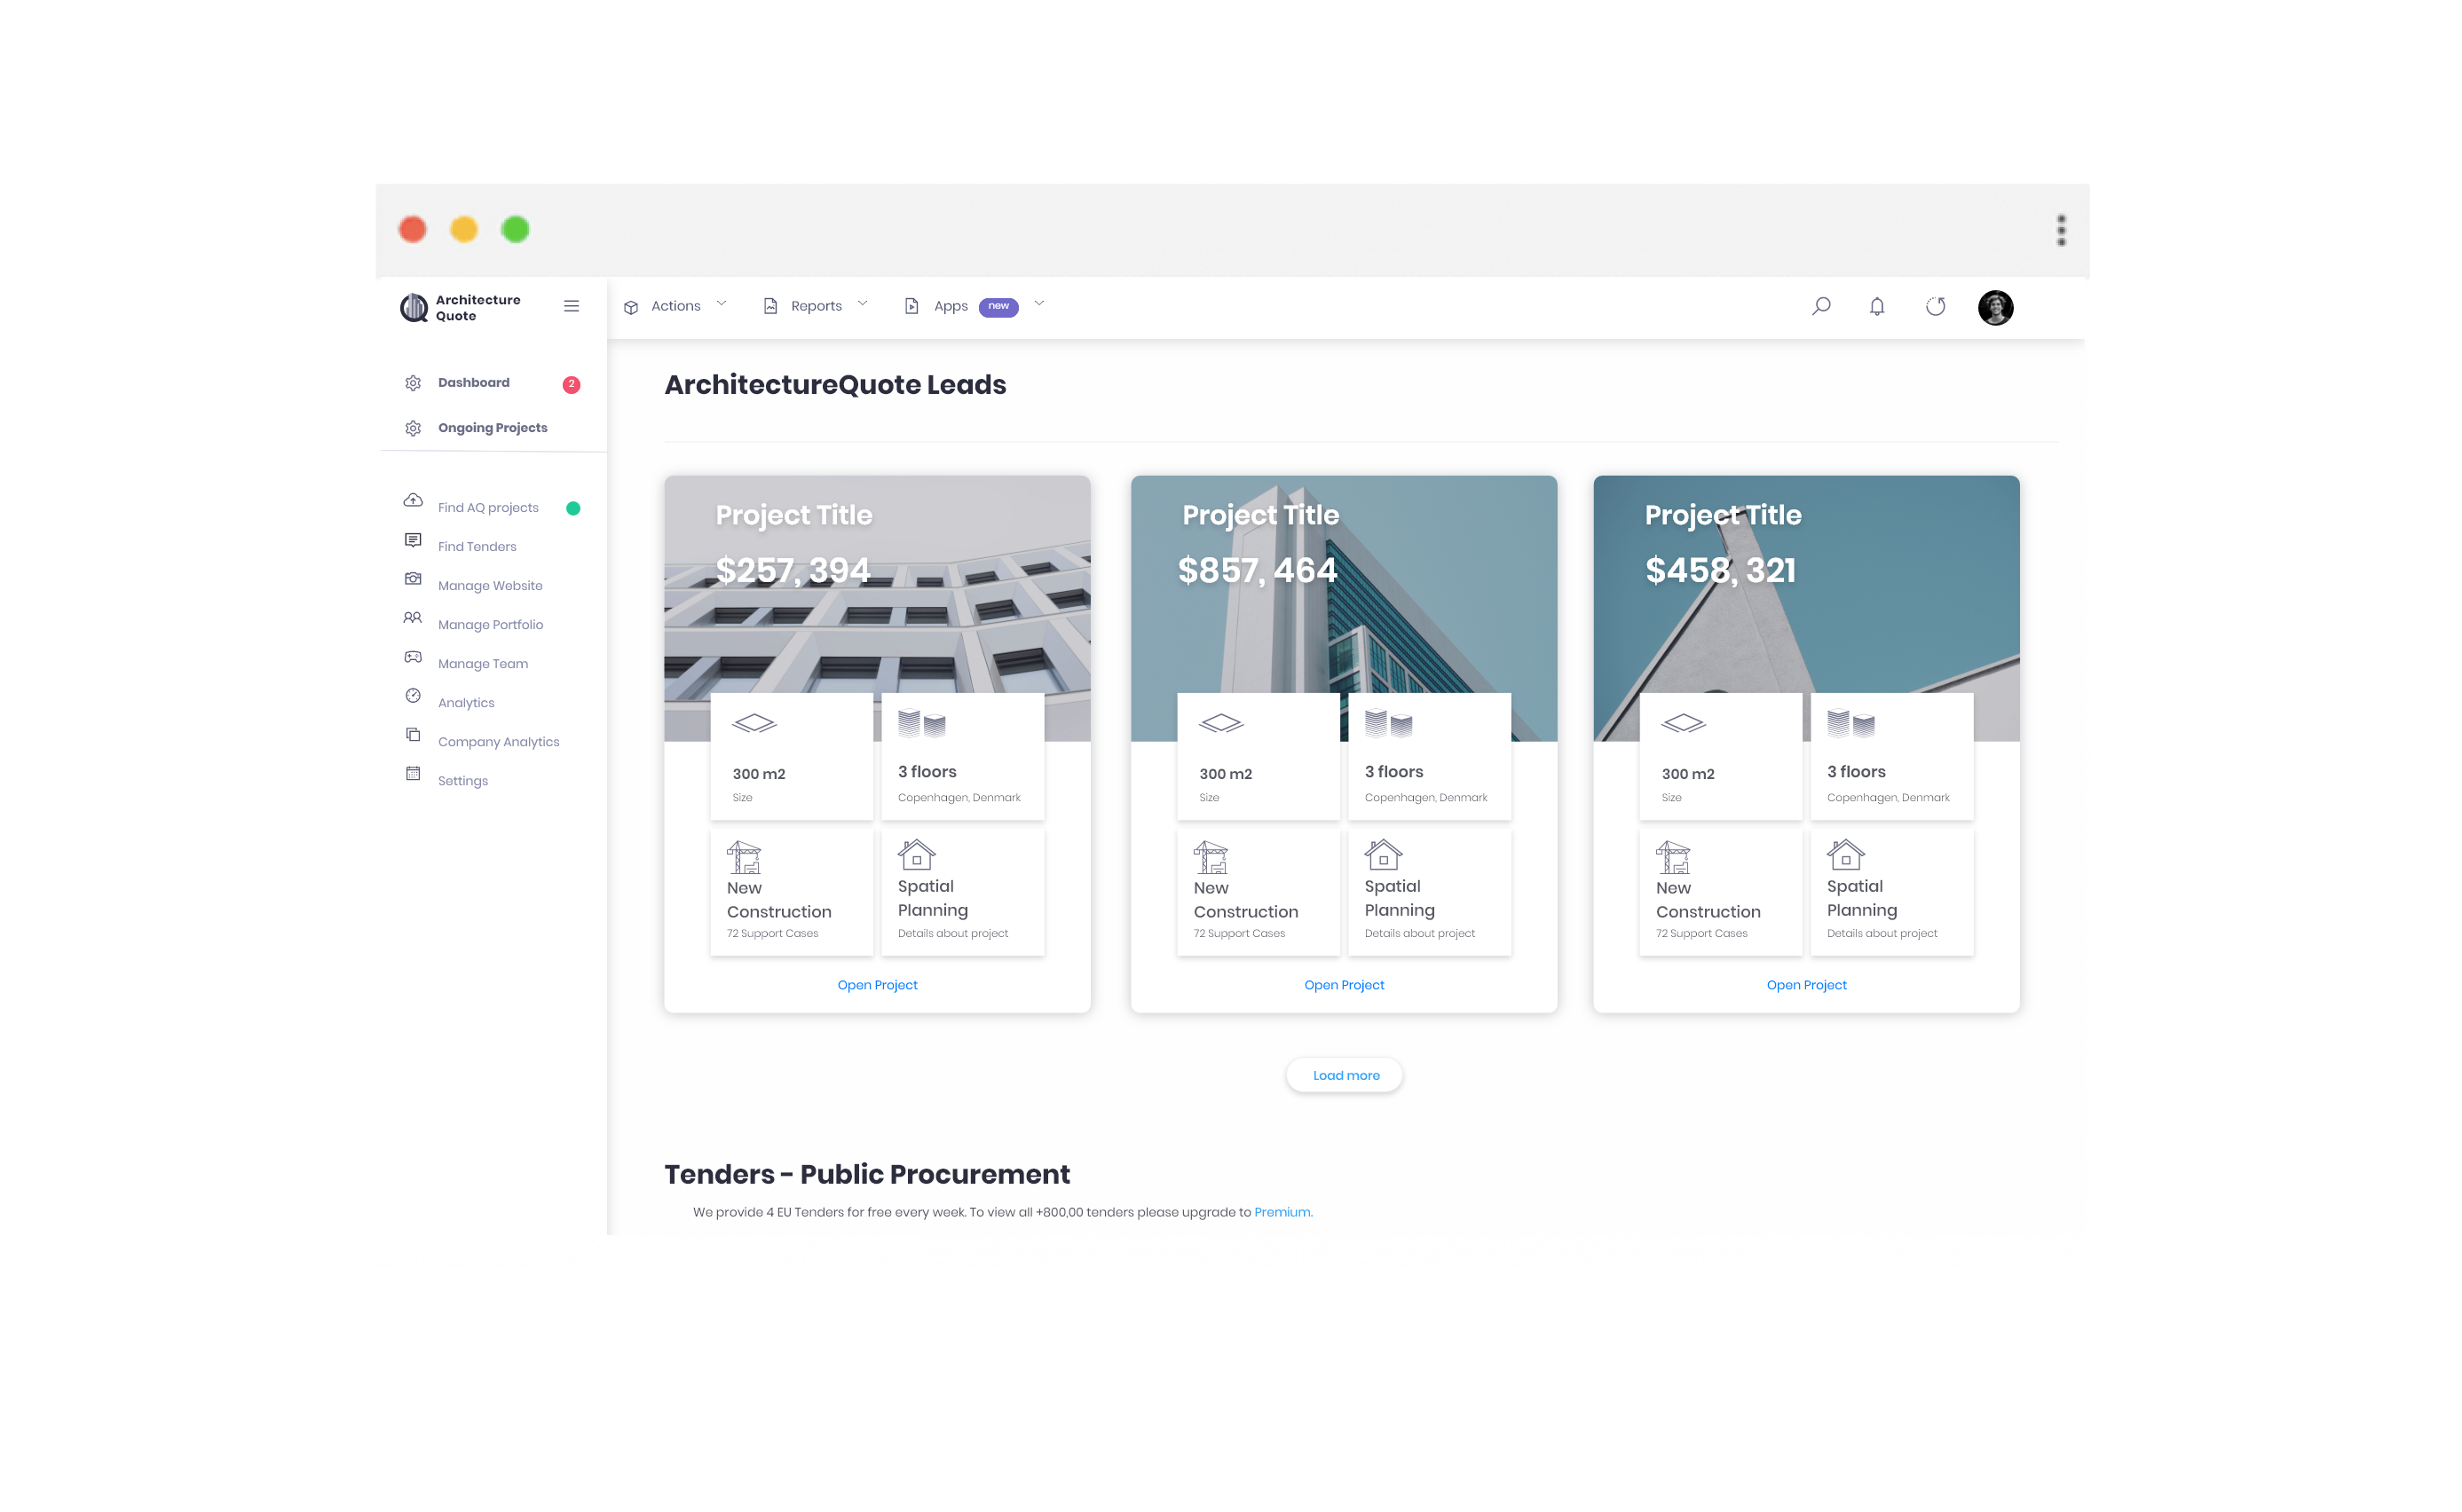 Architecture
Quote
Actions
Reports
Apps
new
Dashboard
2
Ongoing Projects
Find AQ projects
Find Tenders
Manage Website
Manage Portfolio
Manage Team
Analytics
Company Analytics
Settings
ArchitectureQuote Leads
Project Title
$257, 394
300 m2
Size
3 floors
Copenhagen, Denmark
New
Construction
72 Support Cases
Spatial
Planning
Details about project
Open Project
Project Title
$857, 464
300 m2
Size
3 floors
Copenhagen, Denmark
New
Construction
72 Support Cases
Spatial
Planning
Details about project
Open Project
Project Title
$458, 321
300 m2
Size
3 floors
Copenhagen, Denmark
New
Construction
72 Support Cases
Spatial
Planning
Details about project
Open Project
Load more
Tenders - Public Procurement
We provide 4 EU Tenders for free every week. To view all +800,00 tenders please upgrade to Premium.